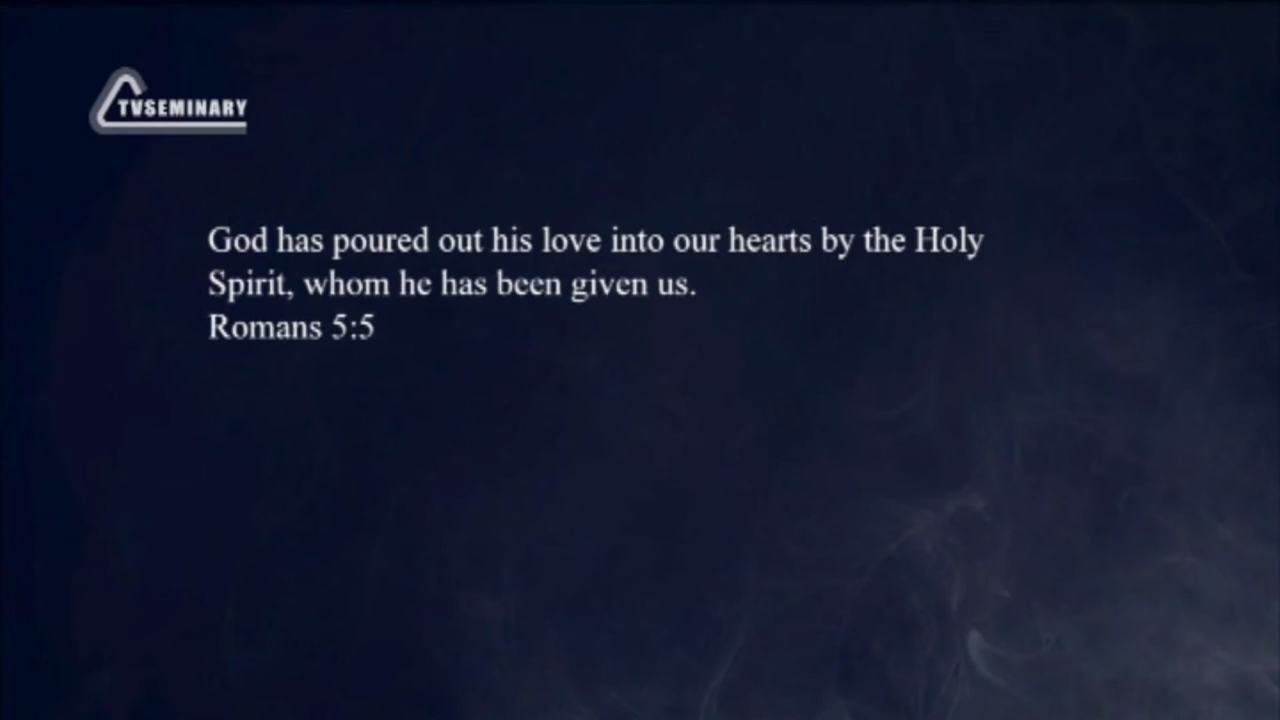 TVSEMINARY
God has poured out his love into our hearts by the Holy
Spirit, whom he has been given us.
Romans 5:5